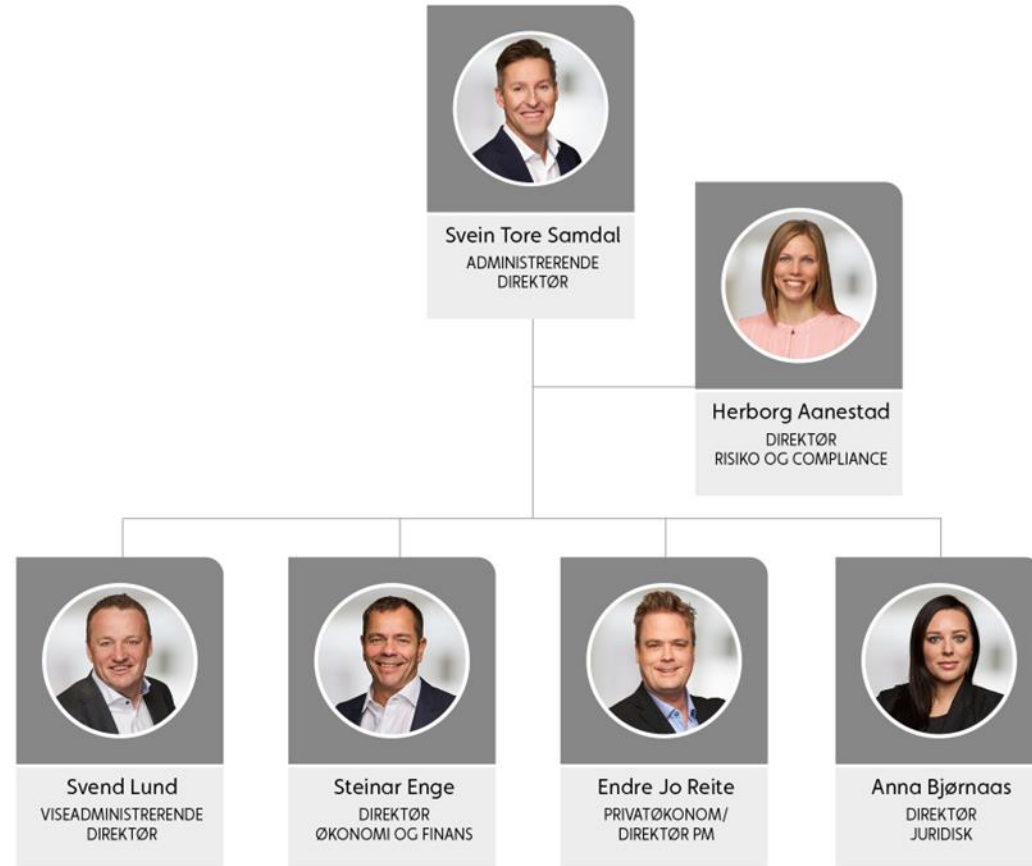 Svein Tore Samdal
ADMINISTRERENDE
DIREKTØR
Herborg Aanestad
DIREKTØR
RISIKO OG COMPLIANCE
Svend Lund
VISEADMINISTRERENDE
DIREKTØR
Steinar Enge
DIREKTØR
ØKONOMI OG FINANS
Endre Jo Reite
PRIVATØKONOM/
DIREKTØR PM
Anna Bjørnaas
DIREKTØR
JURIDISK